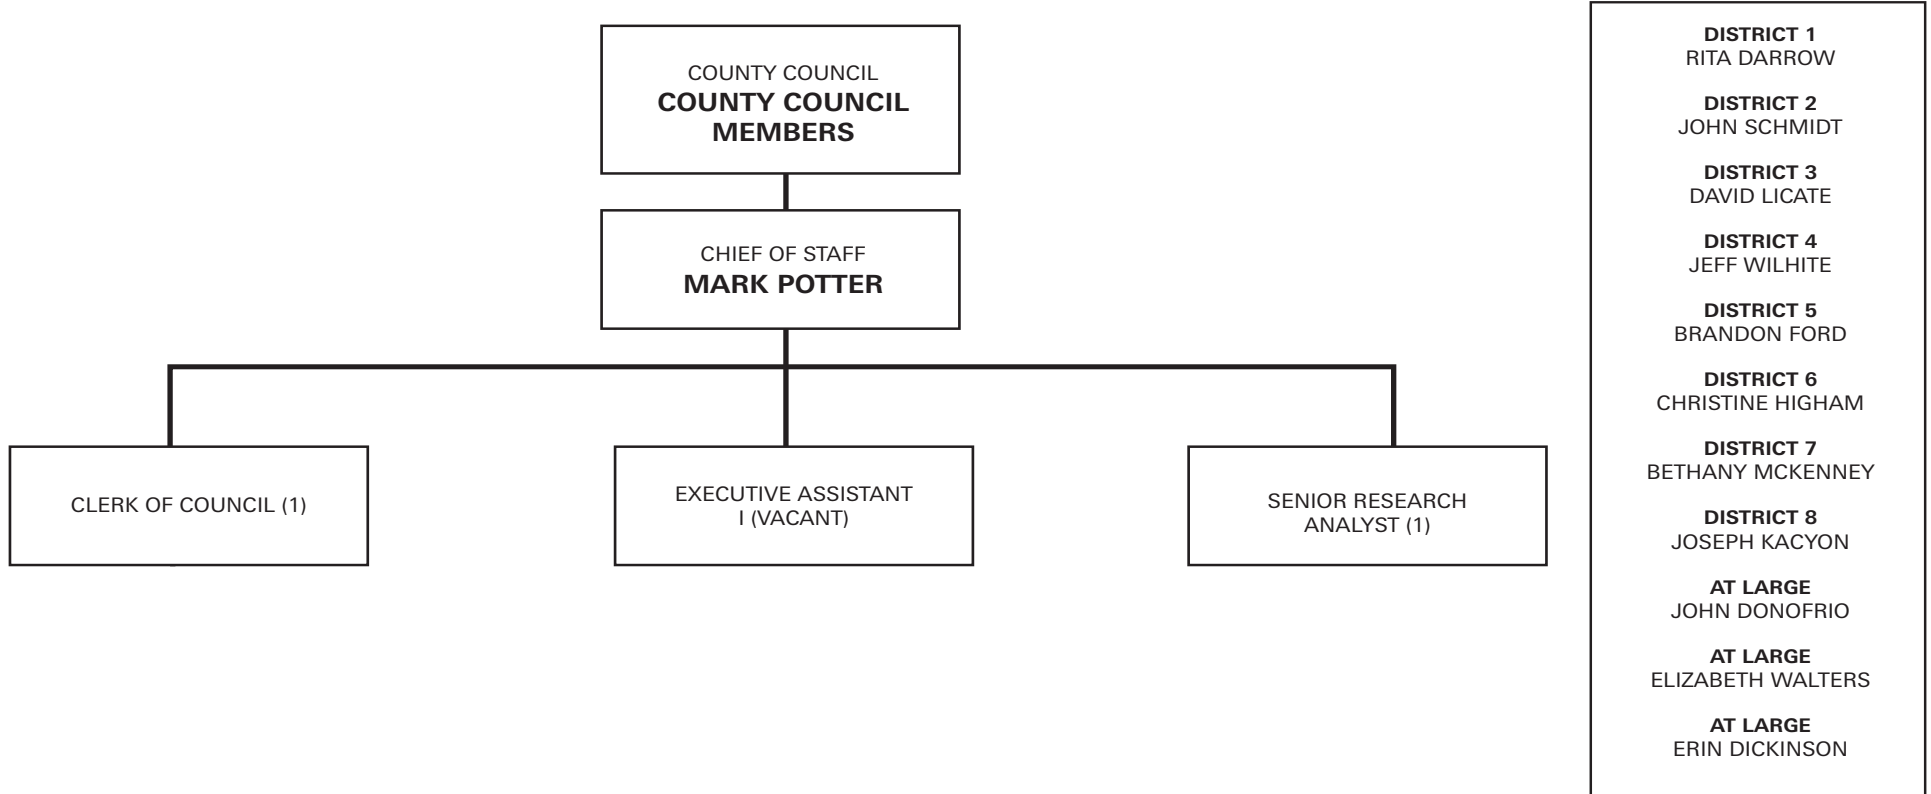 COUNTY COUNCIL
COUNTY COUNCIL
MEMBERS
CHIEF OF STAFF
MARK POTTER
CLERK OF COUNCIL (1)
EXECUTIVE ASSISTANT
I (VACANT)
SENIOR RESEARCH
ANALYST (1)
DISTRICT 1
RITA DARROW
DISTRICT 2
JOHN SCHMIDT
DISTRICT 3
DAVID LICATE
DISTRICT 4
JEFF WILHITE
DISTRICT 5
BRANDON FORD
DISTRICT 6
CHRISTINE HIGHAM
DISTRICT 7
BETHANY MCKENNEY
DISTRICT 8
JOSEPH KACYON
AT LARGE
JOHN DONOFRIO
AT LARGE
ELIZABETH WALTERS
AT LARGE
ERIN DICKINSON